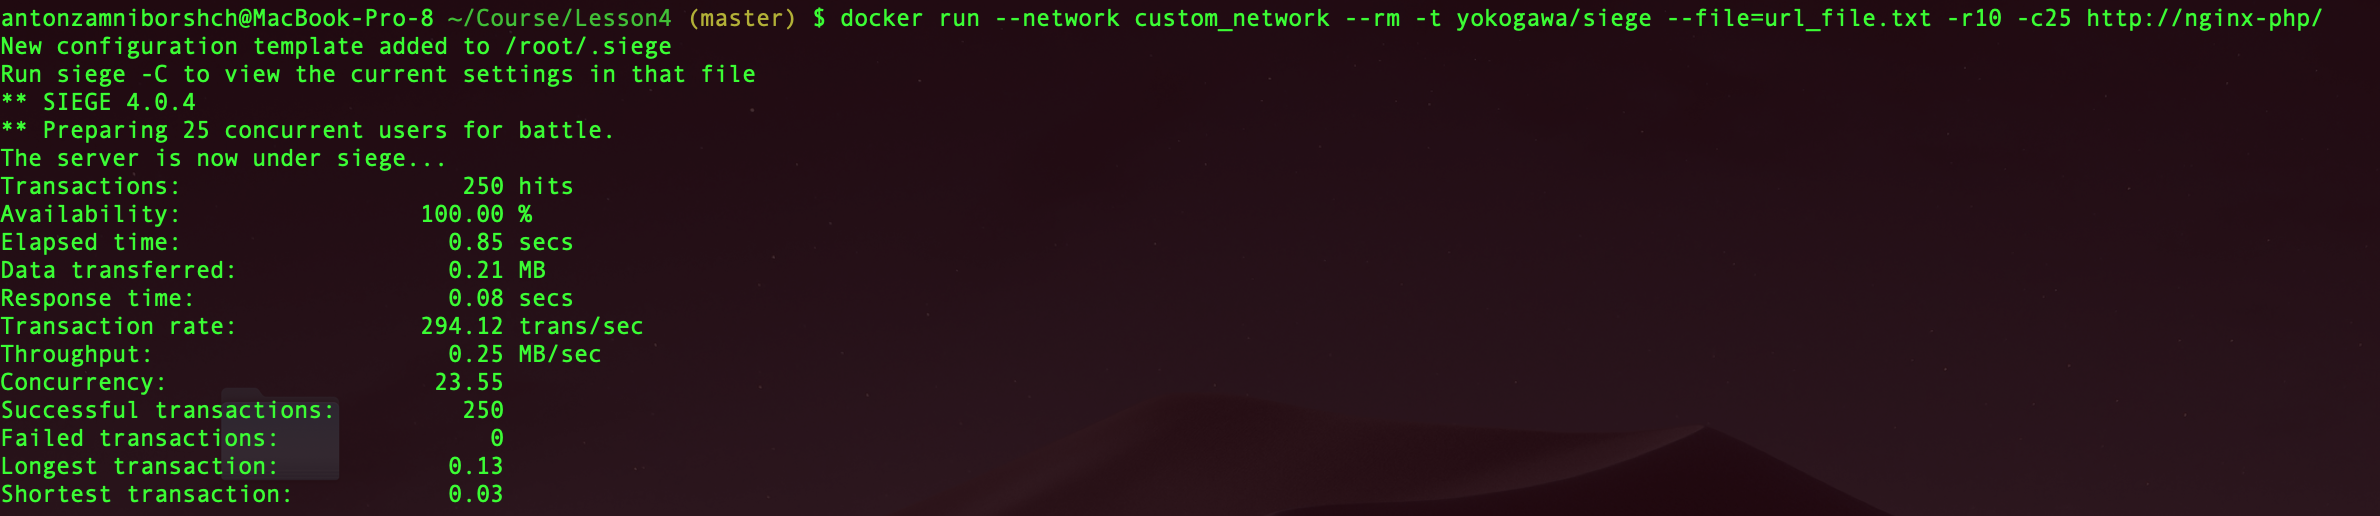 antonzamniborshch@MacBook-Pro-8 ~/Course/Lesson4 (master) $ docker run --network custom_network --rm -t yokogawa/siege --file=url_file.txt -r10 -c25 http://nginx-php/
New configuration template added to /root/.siege
Run siege -C to view the current settings in that file
** SIEGE 4.0.4
** Preparing 25 concurrent users for battle.
The server is now under siege...
Transactions:                    250 hits
Availability:                 100.00 %
Elapsed time:                   0.85 secs
Data transferred:               0.21 MB
Response time:                  0.08 secs
Transaction rate:             294.12 trans/sec
Throughput:                     0.25 MB/sec
Concurrency:                   23.55
Successful transactions:         250
Failed transactions:               0
Longest transaction:            0.13
Shortest transaction:           0.03